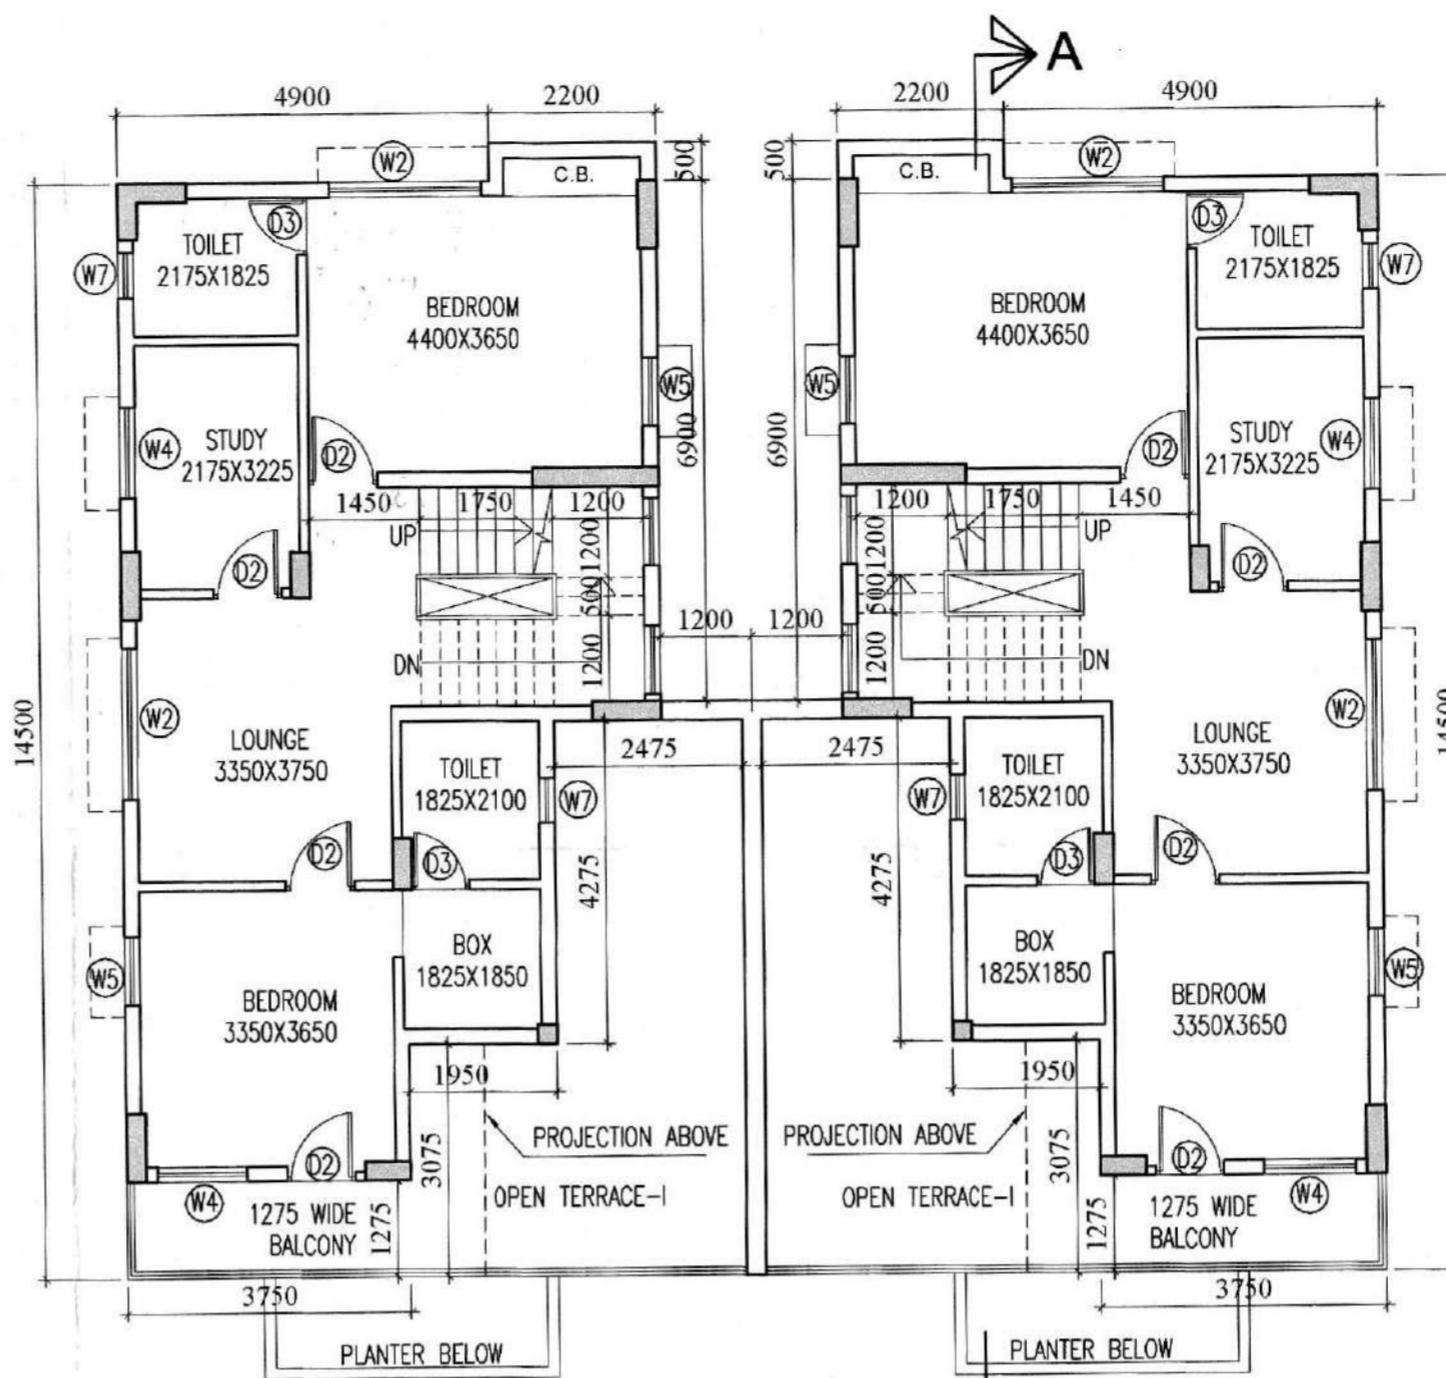 A
4900
2200
2200
4900
W2
W2
500
500
C.B.
C.B.
D3
D3
TOILET
2175X1825
TOILET
2175X1825
W7
W7
BEDROOM
4400X3650
BEDROOM
4400X3650
W5
W5
STUDY
2175X3225
STUDY
2175X3225
W4
W4
D2
D2
6900
6900
1450
1750
1200
1200
1750
1450
UP
UP
1200
1200
D2
D2
500
500
1200
1200
1200
1200
DN
DN
14500
14500
W2
W2
LOUNGE
3350X3750
LOUNGE
3350X3750
2475
2475
TOILET
1825X2100
TOILET
1825X2100
W7
W7
D2
D3
D3
D2
4275
4275
BOX
1825X1850
BOX
1825X1850
W5
W5
BEDROOM
3350X3650
BEDROOM
3350X3650
1950
1950
PROJECTION ABOVE
PROJECTION ABOVE
3075
3075
D2
D2
W4
W4
OPEN TERRACE-I
OPEN TERRACE-I
1275 WIDE
BALCONY
1275 WIDE
BALCONY
1275
1275
3750
3750
PLANTER BELOW
PLANTER BELOW